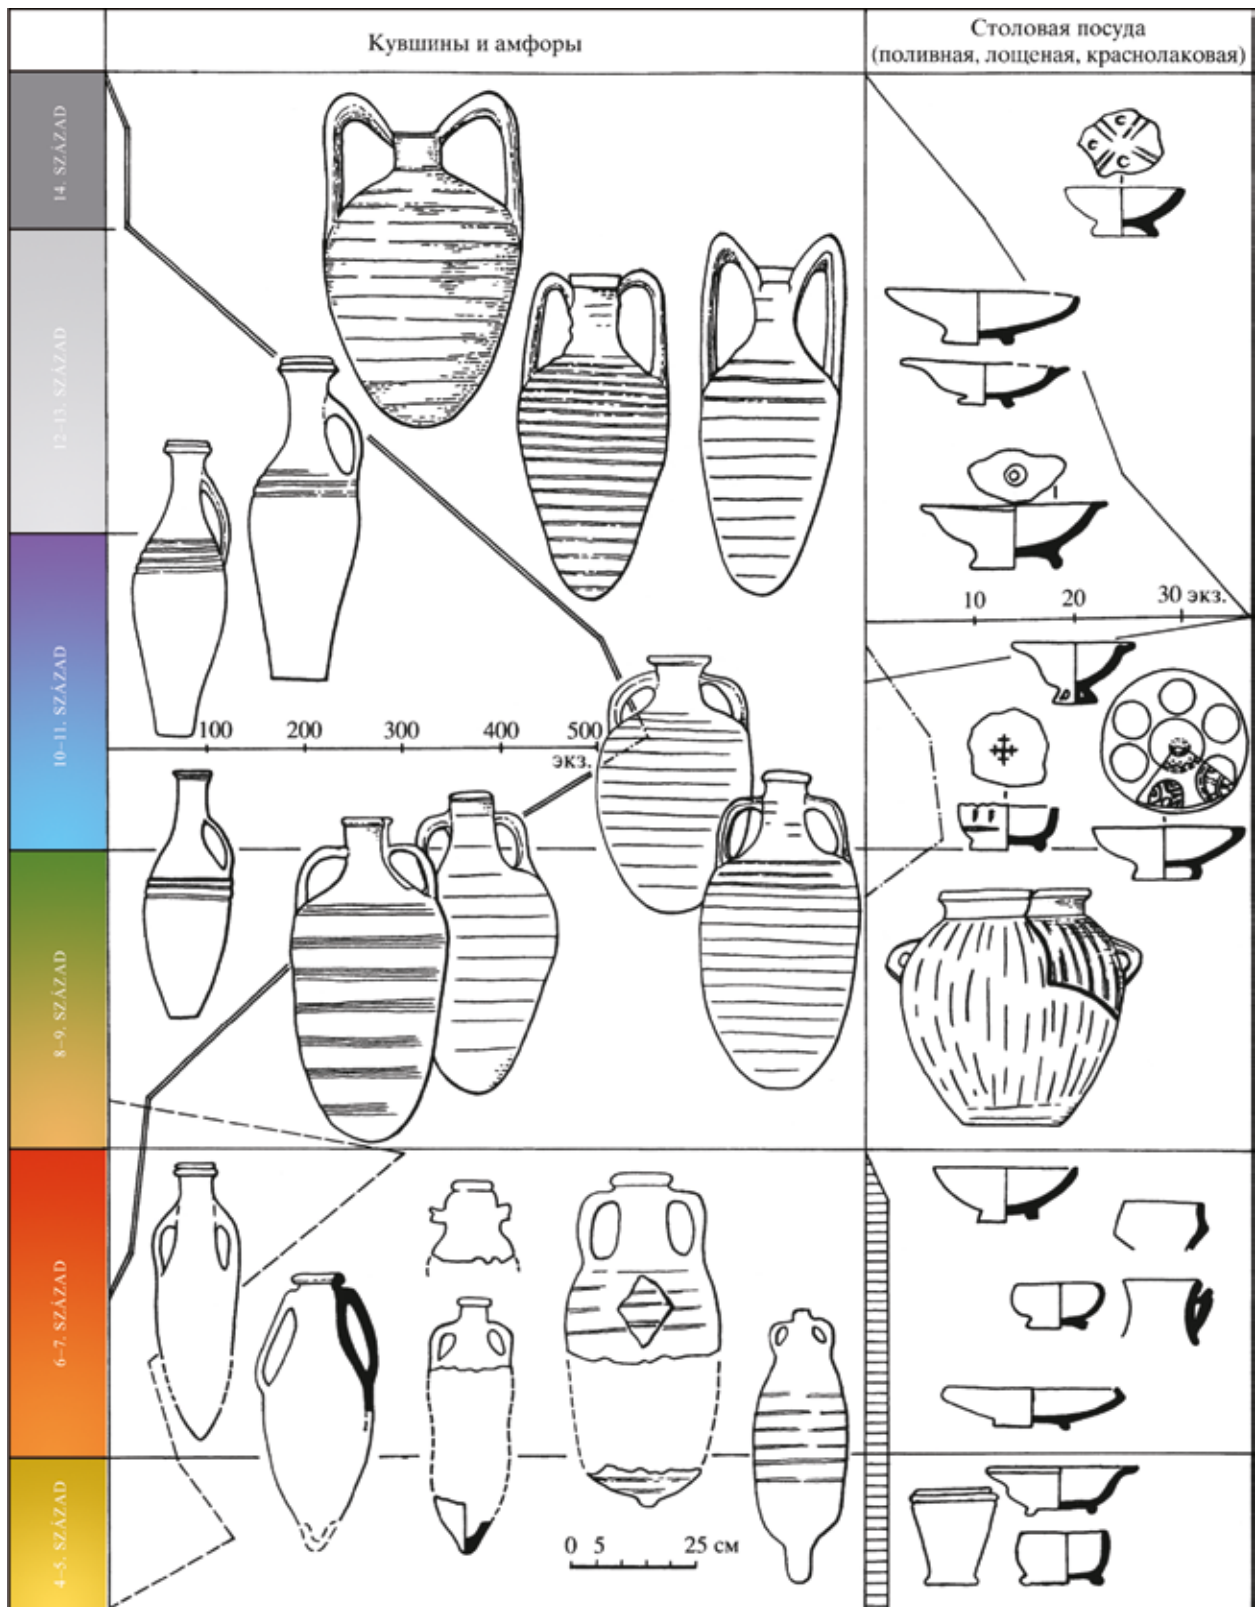 Кувшины и амфоры
Столовая посуда
(поливная, лощеная, краснолаковая)
14. SZÁZAD
12–13. SZÁZAD
10–11. SZÁZAD
8–9. SZÁZAD
6–7. SZÁZAD
4–5. SZÁZAD
10 20 30 экз.
100 200 300 400 500
экз.
0 5 25 см